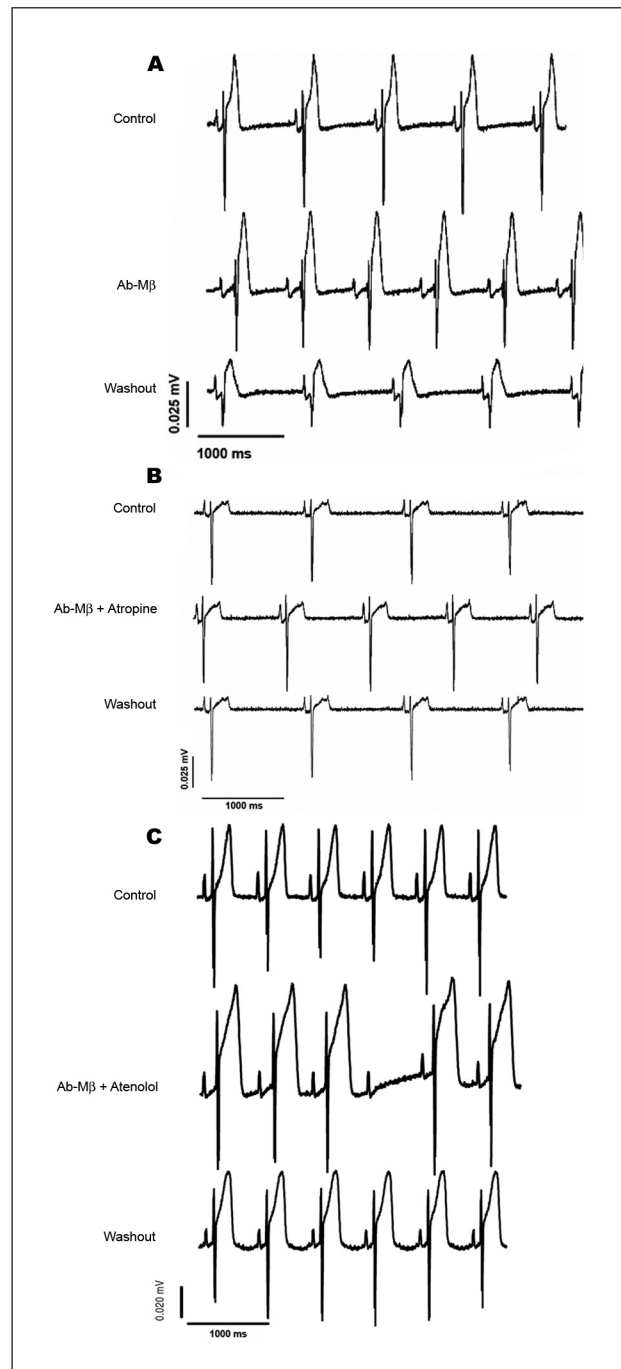 A
Control
Ab-Mβ
Washout
0.025 mV
1000 ms
B
Control
Ab-Mβ + Atropine
Washout
0.025 mV
1000 ms
C
Control
Ab-Mβ + Atenolol
Washout
0.020 mV
1000 ms